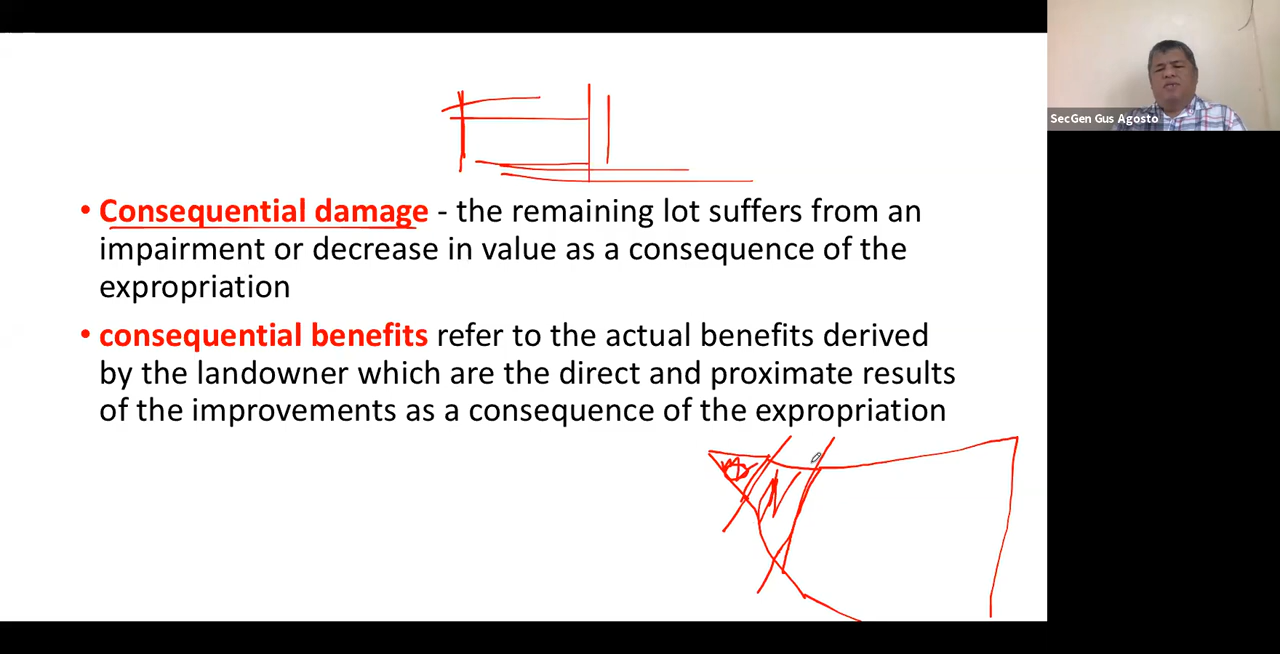 SecGen Gus Agosto
• Consequential damage - the remaining lot suffers from an
impairment or decrease in value as a consequence of the
expropriation
• consequential benefits refer to the actual benefits derived
by the landowner which are the direct and proximate results
of the improvements as a consequence of the expropriation